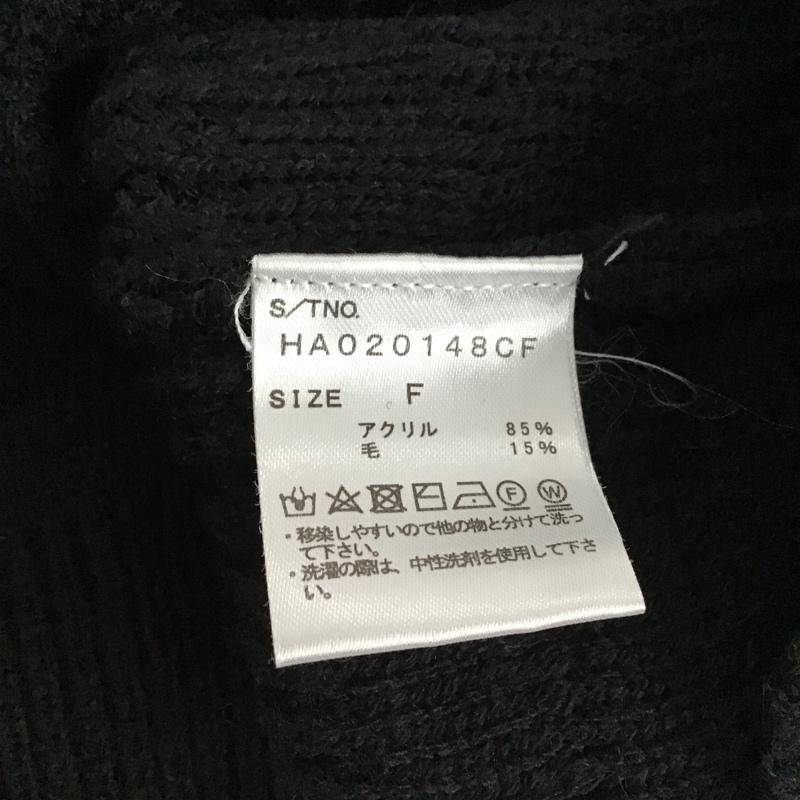 S/TNO.
HA020148CF
SIZE F
アクリル 85%
毛 15%
F W
・移染しやすいので他の物と分けて洗っ
て下さい。
・洗濯の際は、中性洗剤を使用して下さ
い。